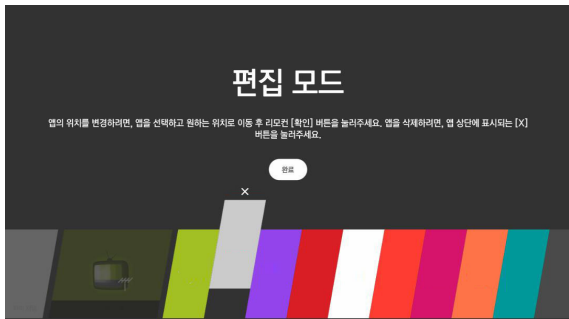 편집 모드
앱의 위치를 변경하려면, 앱을 선택하고 원하는 위치로 이동 후 리모컨 [확인] 버튼을 눌러주세요. 앱을 삭제하려면, 앱 상단에 표시되는 [X]
버튼을 눌러주세요.
완료